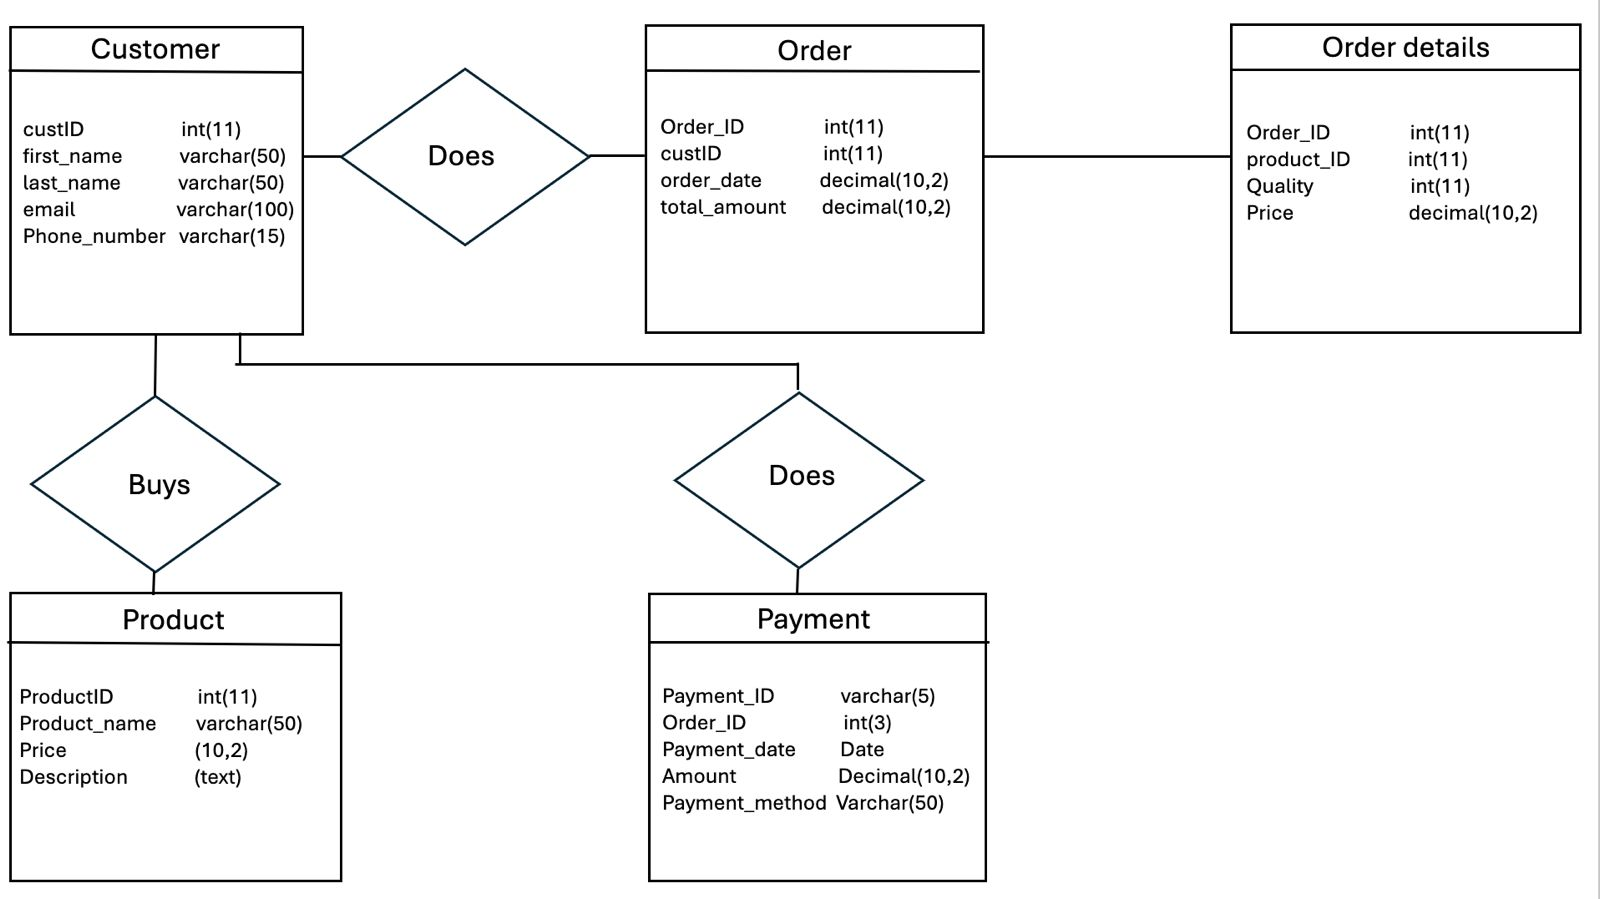 Customer
custID int(11)
first_name varchar(50)
last_name varchar(50)
email varchar(100)
Phone_number varchar(15)
Does
Order
Order_ID int(11)
custID int(11)
order_date decimal(10,2)
total_amount decimal(10,2)
Order details
Order_ID int(11)
product_ID int(11)
Quality int(11)
Price decimal(10,2)
Buys
Does
Product
ProductID int(11)
Product_name varchar(50)
Price (10,2)
Description (text)
Payment
Payment_ID varchar(5)
Order_ID int(3)
Payment_date Date
Amount Decimal(10,2)
Payment_method Varchar(50)